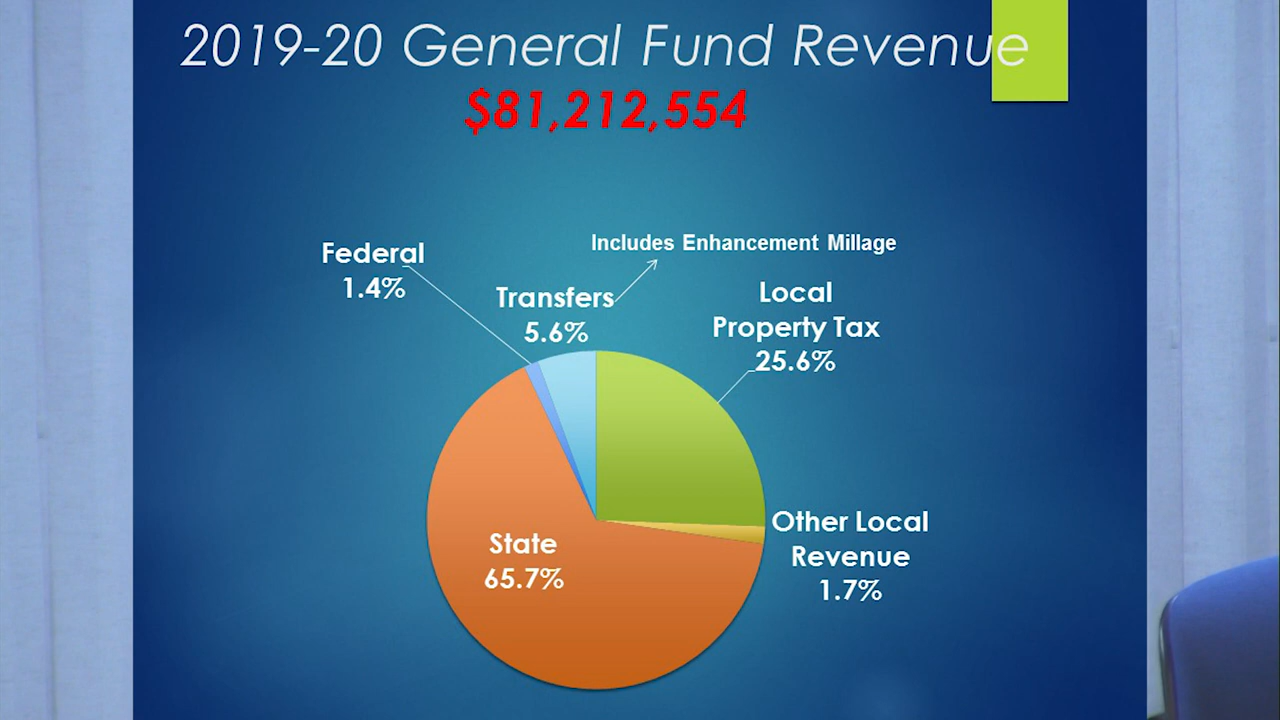 2019-20 General Fund Revenue
$81,212,554
Includes Enhancement Millage
Federal
1.4%
Transfers
5.6%
Local
Property Tax
25.6%
Other Local
Revenue
1.7%
State
65.7%